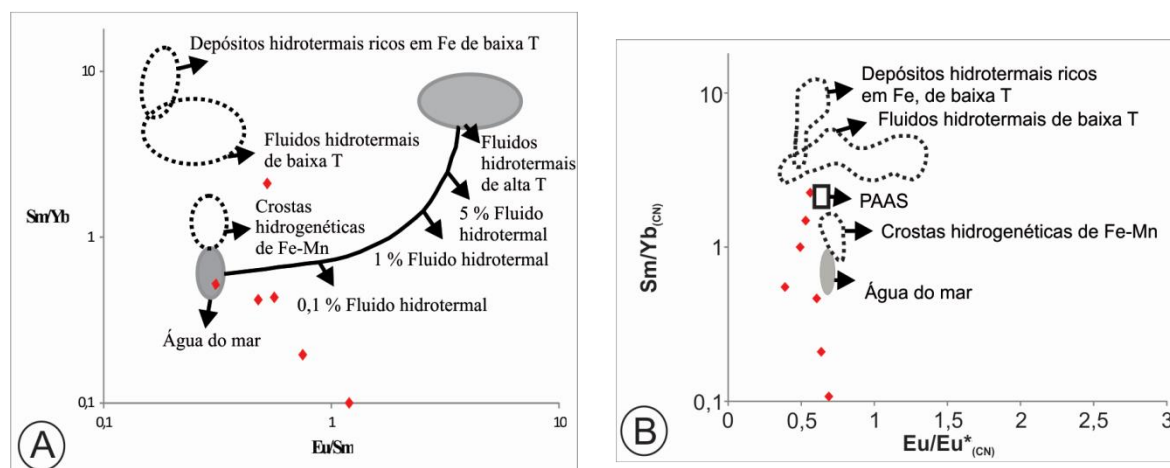 Depósitos hidrotermais ricos em Fe de baixa T
10
Fluidos hidrotermais
de baixa T
Fluidos
hidrotermais
de alta T
Sm/Yb
Crostas
hidrogenéticas
de Fe-Mn
5 % Fluido
hidrotermal
1
1 % Fluido hidrotermal
0,1 % Fluido hidrotermal
Água do mar
0,1
0,1
1
10
Eu/Sm
A
Depósitos hidrotermais ricos
em Fe, de baixa T
10
Fluidos hidrotermais de baixa T
PAAS
Crostas hidrogenéticas de Fe-Mn
Sm/Yb(CN)
1
Água do mar
0,1
0
0,5
1
1,5
2
2,5
3
Eu/Eu*(CN)
B